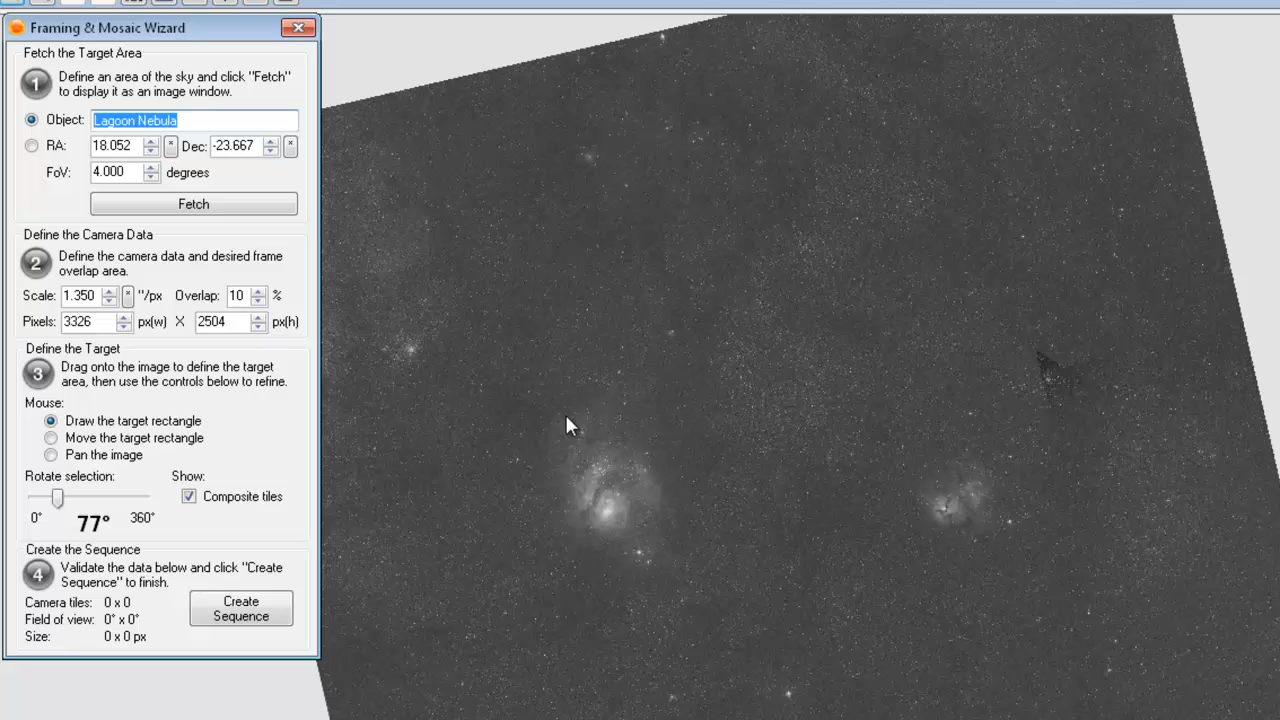 Framing & Mosaic Wizard
Fetch the Target Area
1
Define an area of the sky and click "Fetch"
to display it as an image window.
Object: Lagoon Nebula
RA: 18.052 Dec: -23.667
FoV: 4.000 degrees
Fetch
Define the Camera Data
2
Define the camera data and desired frame
overlap area.
Scale: 1.350 "/px Overlap: 10 %
Pixels: 3326 px(w) X 2504 px(h)
Define the Target
3
Drag onto the image to define the target
area, then use the controls below to refine.
Mouse:
Draw the target rectangle
Move the target rectangle
Pan the image
Rotate selection: Show:
Composite tiles
0° 77° 360°
Create the Sequence
4
Validate the data below and click "Create
Sequence" to finish.
Camera tiles: 0 x 0
Field of view: 0° x 0°
Size: 0 x 0 px
Create
Sequence